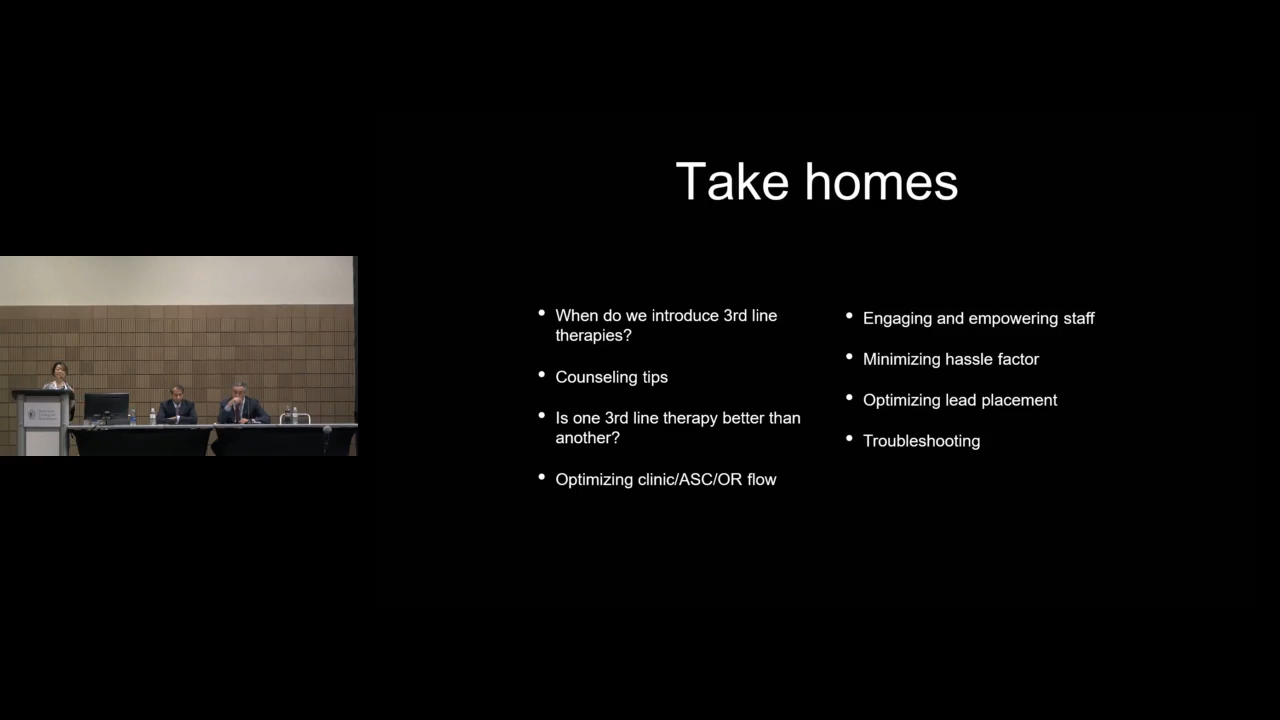 Take homes
When do we introduce 3rd line
therapies?
Counseling tips
Is one 3rd line therapy better than
another?
Optimizing clinic/ASC/OR flow
Engaging and empowering staff
Minimizing hassle factor
Optimizing lead placement
Troubleshooting